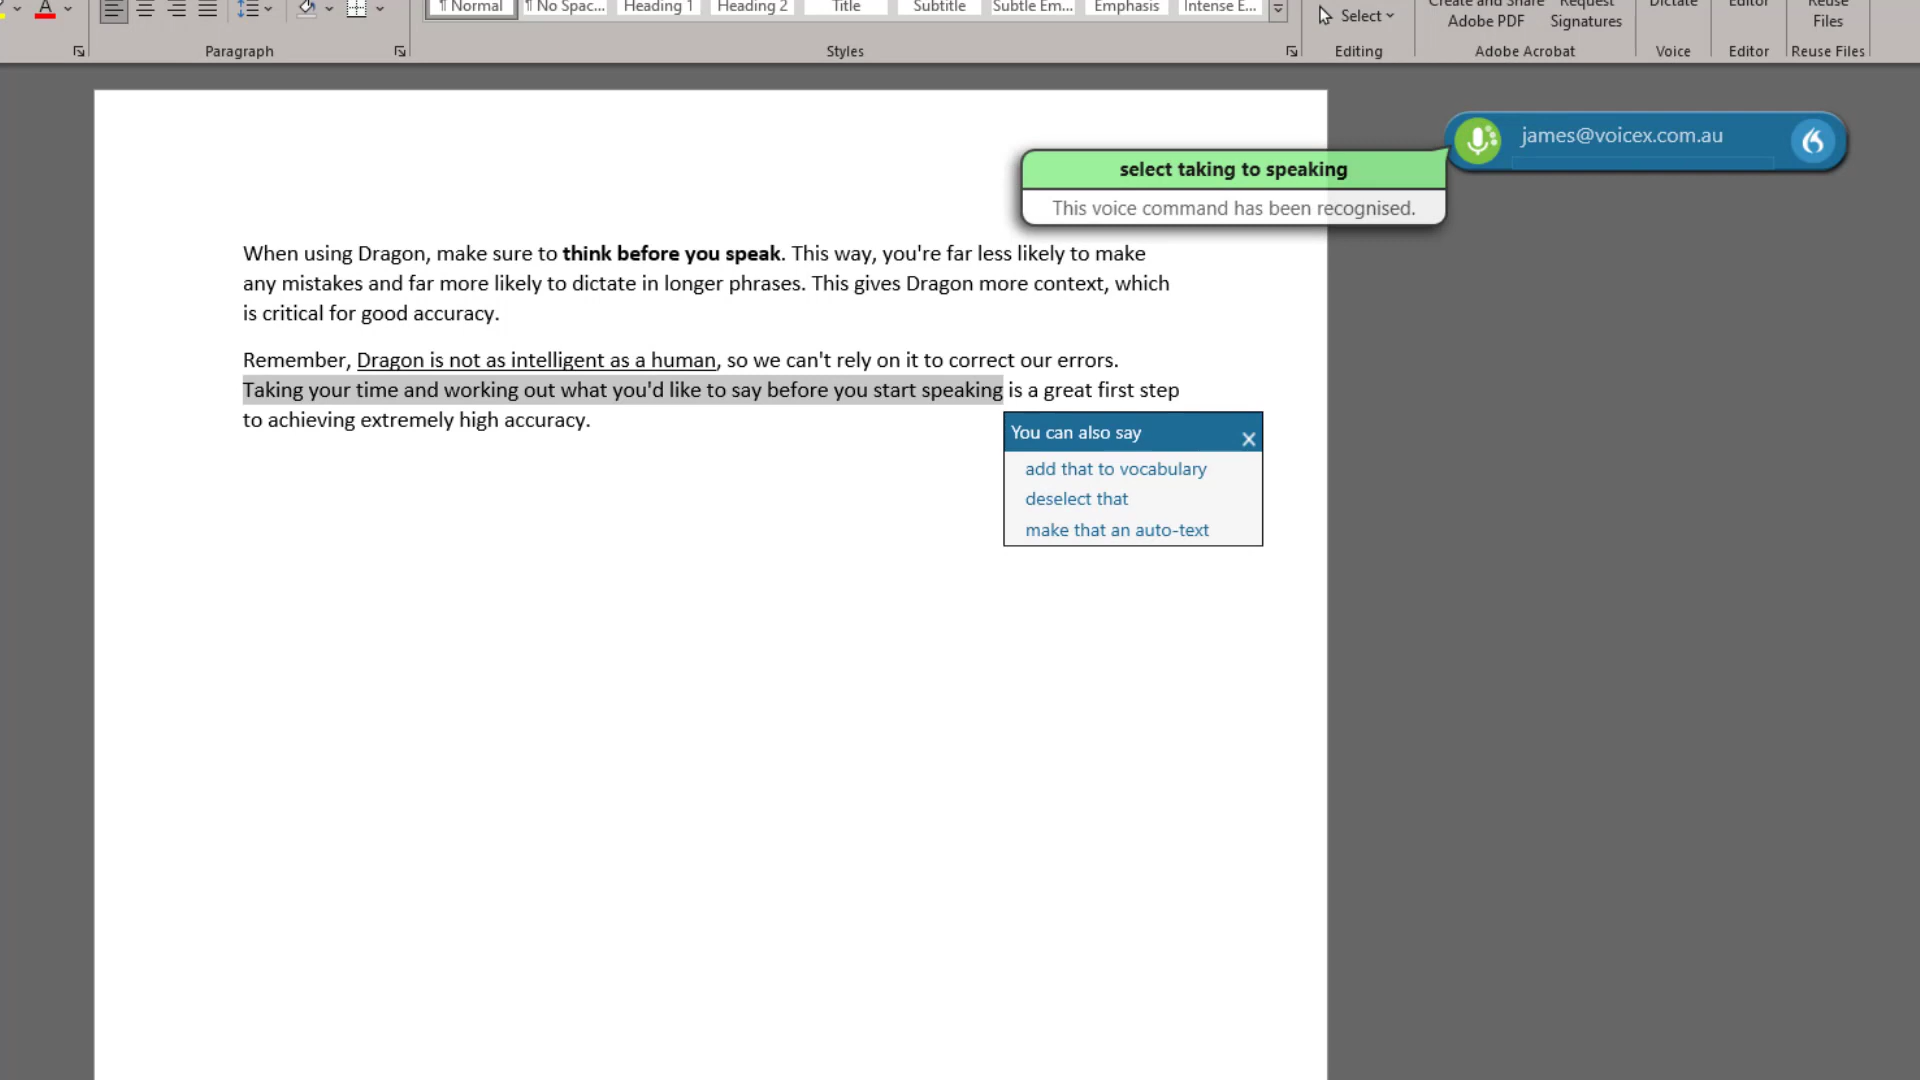 A
¶ Normal
¶ No Spac...
Heading 1
Heading 2
Title
Subtitle
Subtle Em...
Emphasis
Intense E...
Select
Create and Share
Adobe PDF
Request
Signatures
Dictate
Editor
Reuse
Files
Paragraph
Styles
Editing
Adobe Acrobat
Voice
Editor
Reuse Files
james@voicex.com.au
select taking to speaking
This voice command has been recognised.
When using Dragon, make sure to think before you speak. This way, you're far less likely to make
any mistakes and far more likely to dictate in longer phrases. This gives Dragon more context, which
is critical for good accuracy.
Remember, Dragon is not as intelligent as a human, so we can't rely on it to correct our errors.
Taking your time and working out what you'd like to say before you start speaking is a great first step
to achieving extremely high accuracy.
You can also say
add that to vocabulary
deselect that
make that an auto-text